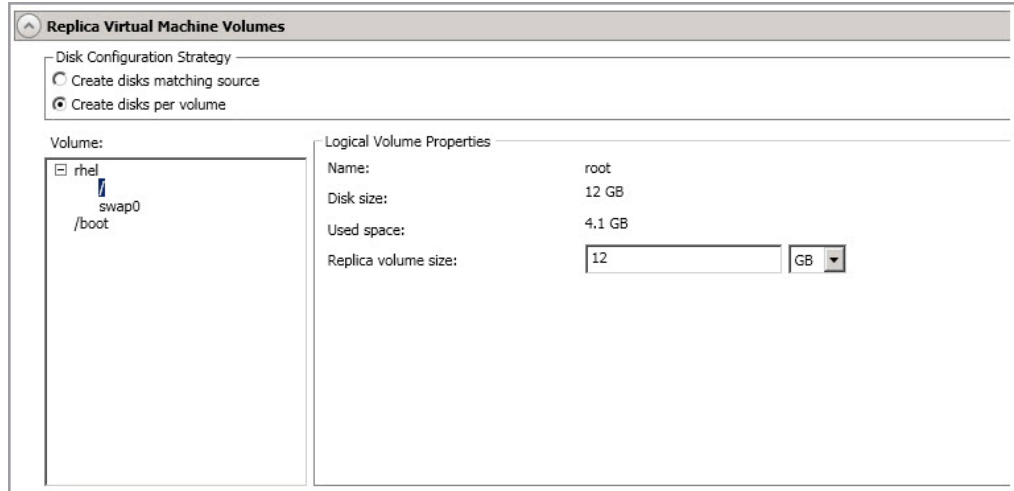 Replica Virtual Machine Volumes
Disk Configuration Strategy
Create disks matching source
Create disks per volume
Volume:
rhel
/
swap0
/boot
Logical Volume Properties
Name: root
Disk size: 12 GB
Used space: 4.1 GB
Replica volume size: 12 GB